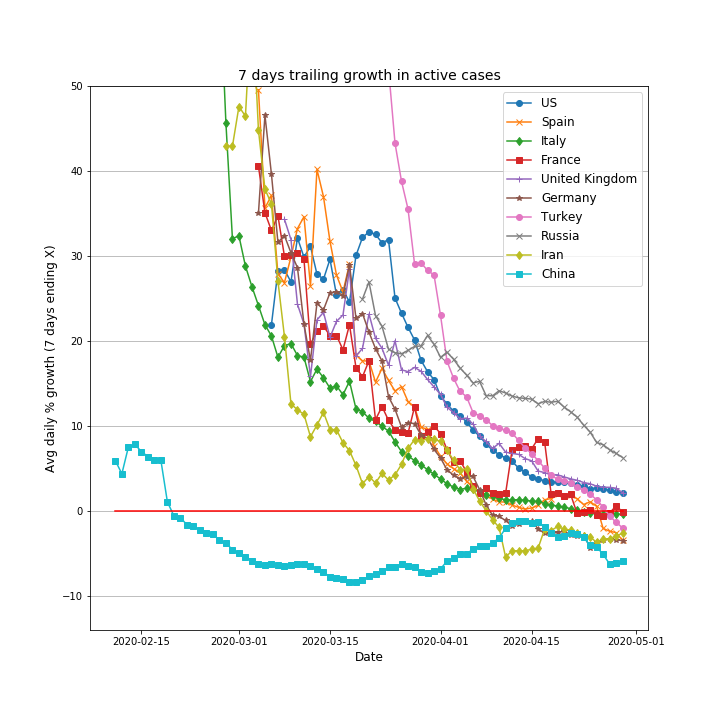 7 days trailing growth in active cases
Avg daily % growth (7 days ending X)
50
40
30
20
10
0
−10
US
Spain
Italy
France
United Kingdom
Germany
Turkey
Russia
Iran
China
2020-02-15
2020-03-01
2020-03-15
2020-04-01
2020-04-15
2020-05-01
Date